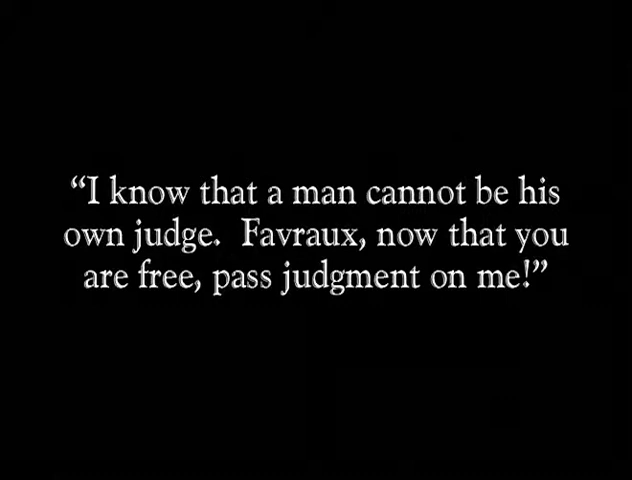 “I know that a man cannot be his
own judge.  Favraux, now that you
are free, pass judgment on me!”